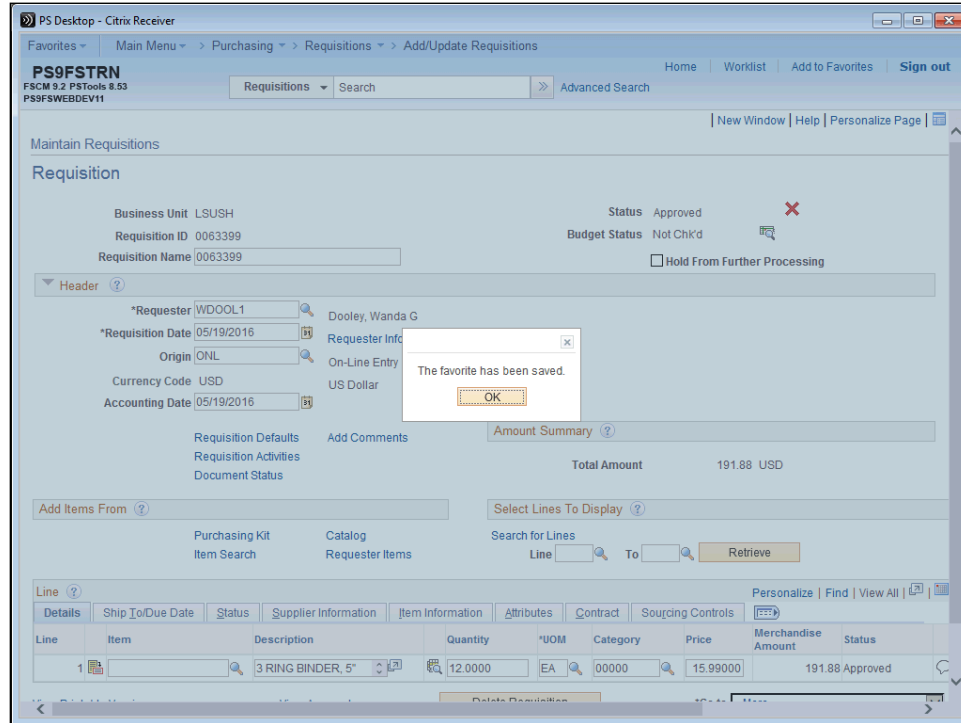 PS Desktop - Citrix Receiver
Favorites Main Menu > Purchasing > Requisitions > Add/Update Requisitions
Home Worklist Add to Favorites Sign out
PS9FSTRN
FSCM 9.2 PSTools 8.53
PS9FSWEBDEV11
Requisitions Search Advanced Search
New Window | Help | Personalize Page |
Maintain Requisitions
Requisition
Business Unit LSUSH Status Approved
Requisition ID 0063399 Budget Status Not Chk'd
Requisition Name 0063399 Hold From Further Processing
Header
*Requester WDOOL1 Dooley, Wanda G
*Requisition Date 05/19/2016 Requester Info
Origin ONL On-Line Entry
Currency Code USD US Dollar
Accounting Date 05/19/2016
The favorite has been saved.
OK
Requisition Defaults Add Comments Amount Summary
Requisition Activities Total Amount 191.88 USD
Document Status
Add Items From Select Lines To Display
Purchasing Kit Catalog Search for Lines
Item Search Requester Items Line To Retrieve
Line Personalize | Find | View All |
Details Ship To/Due Date Status Supplier Information Item Information Attributes Contract Sourcing Controls
Line Item Description Quantity *UOM Category Price Merchandise Amount Status
1 3 RING BINDER, 5" 12.0000 EA 00000 15.99000 191.88 Approved
Delete Requisition